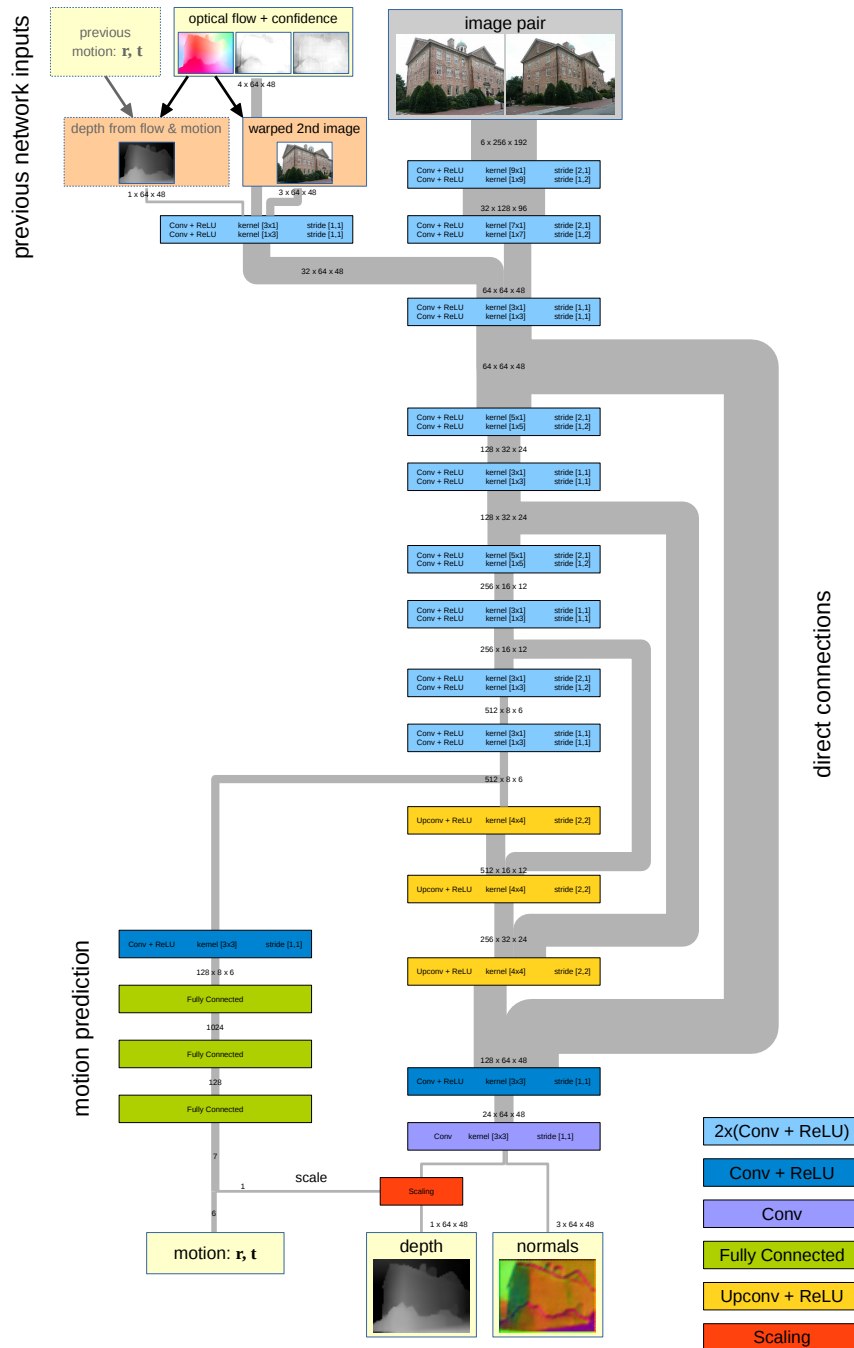 previous network inputs
previous
motion: r, t
optical flow + confidence
image pair
4 x 64 x 48
depth from flow & motion
warped 2nd image
6 x 256 x 192
1 x 64 x 48
3 x 64 x 48
Conv + ReLU kernel [9x1] stride [2,1]
Conv + ReLU kernel [1x9] stride [1,2]
32 x 128 x 96
Conv + ReLU kernel [3x1] stride [1,1]
Conv + ReLU kernel [1x3] stride [1,1]
Conv + ReLU kernel [7x1] stride [2,1]
Conv + ReLU kernel [1x7] stride [1,2]
32 x 64 x 48
64 x 64 x 48
Conv + ReLU kernel [3x1] stride [1,1]
Conv + ReLU kernel [1x3] stride [1,1]
64 x 64 x 48
Conv + ReLU kernel [5x1] stride [2,1]
Conv + ReLU kernel [1x5] stride [1,2]
128 x 32 x 24
Conv + ReLU kernel [3x1] stride [1,1]
Conv + ReLU kernel [1x3] stride [1,1]
128 x 32 x 24
Conv + ReLU kernel [5x1] stride [2,1]
Conv + ReLU kernel [1x5] stride [1,2]
256 x 16 x 12
Conv + ReLU kernel [3x1] stride [1,1]
Conv + ReLU kernel [1x3] stride [1,1]
256 x 16 x 12
Conv + ReLU kernel [3x1] stride [2,1]
Conv + ReLU kernel [1x3] stride [1,2]
512 x 8 x 6
Conv + ReLU kernel [3x1] stride [1,1]
Conv + ReLU kernel [1x3] stride [1,1]
512 x 8 x 6
direct connections
Upconv + ReLU kernel [4x4] stride [2,2]
512 x 16 x 12
Upconv + ReLU kernel [4x4] stride [2,2]
256 x 32 x 24
Upconv + ReLU kernel [4x4] stride [2,2]
128 x 64 x 48
Conv + ReLU kernel [3x3] stride [1,1]
24 x 64 x 48
Conv kernel [3x3] stride [1,1]
motion prediction
Conv + ReLU kernel [3x3] stride [1,1]
128 x 8 x 6
Fully Connected
1024
Fully Connected
128
Fully Connected
7
scale
1
Scaling
6
1 x 64 x 48
3 x 64 x 48
motion: r, t
depth
normals
2x(Conv + ReLU)
Conv + ReLU
Conv
Fully Connected
Upconv + ReLU
Scaling